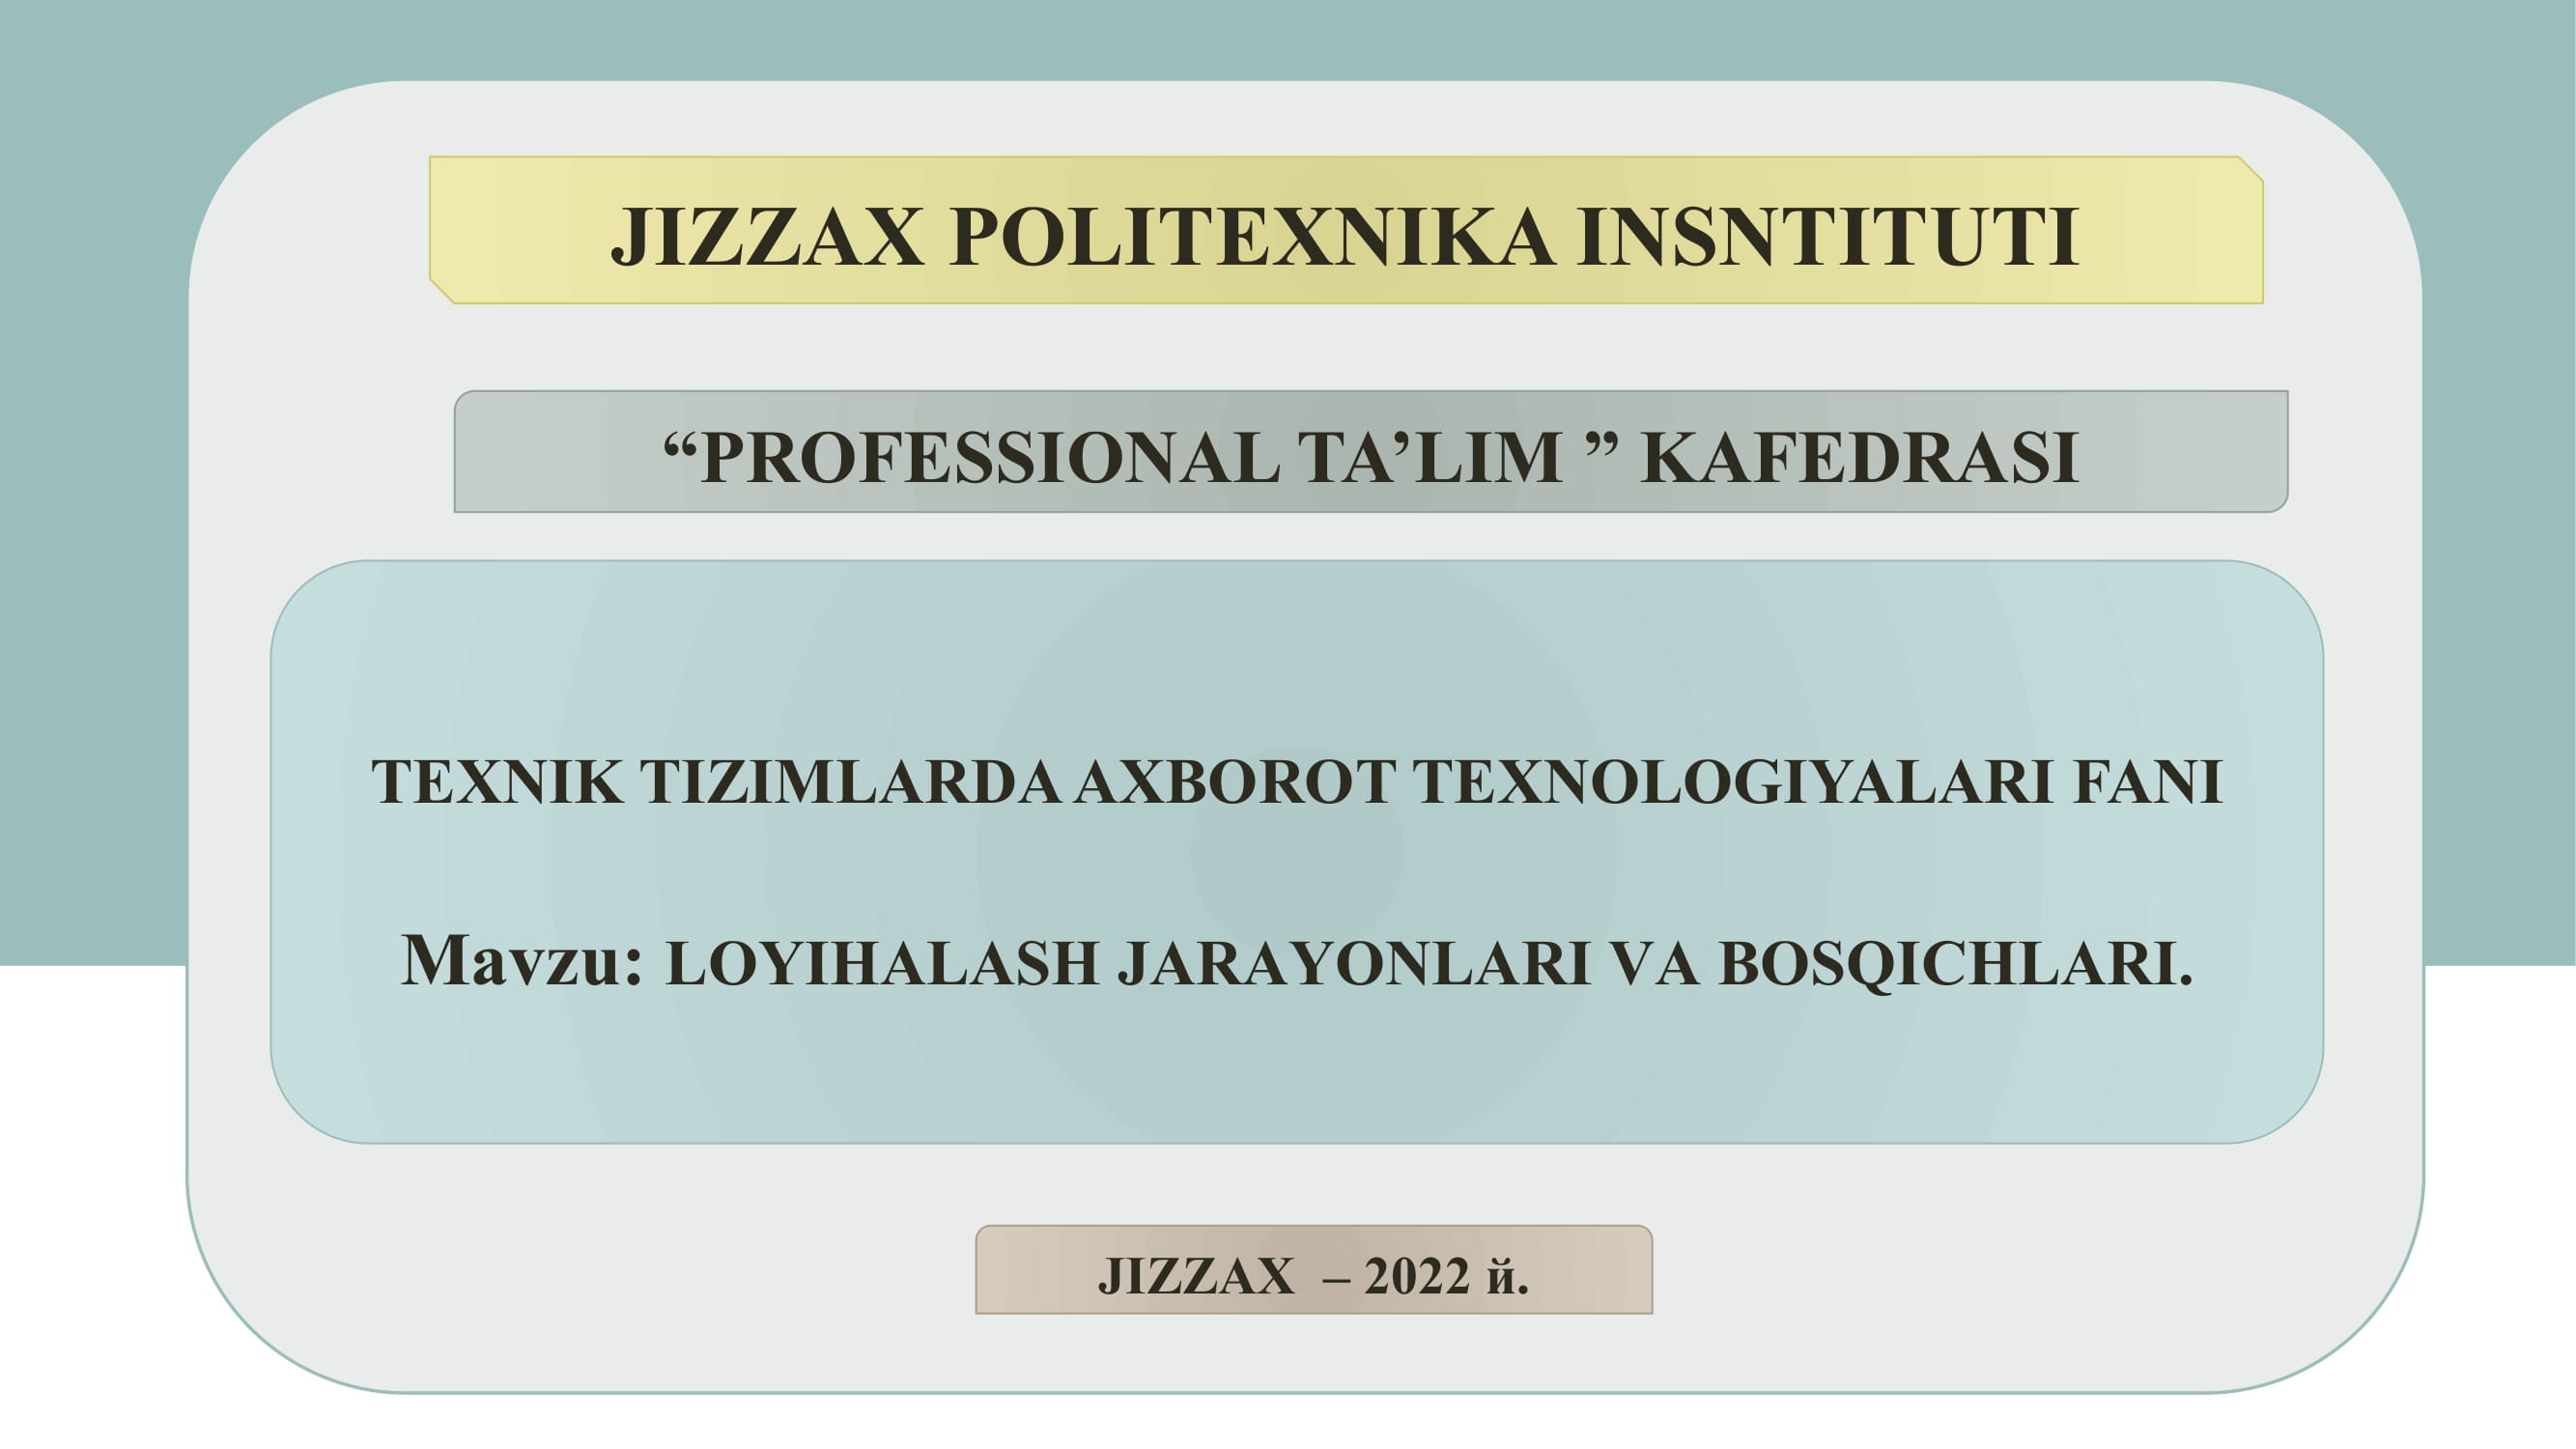 JIZZAX POLITEXNIKA INSNTITUTI
“PROFESSIONAL TA’LIM ” KAFEDRASI
TEXNIK TIZIMLARDA AXBOROT TEXNOLOGIYALARI FANI
Mavzu: LOYIHALASH JARAYONLARI VA BOSQICHLARI.
JIZZAX – 2022 й.